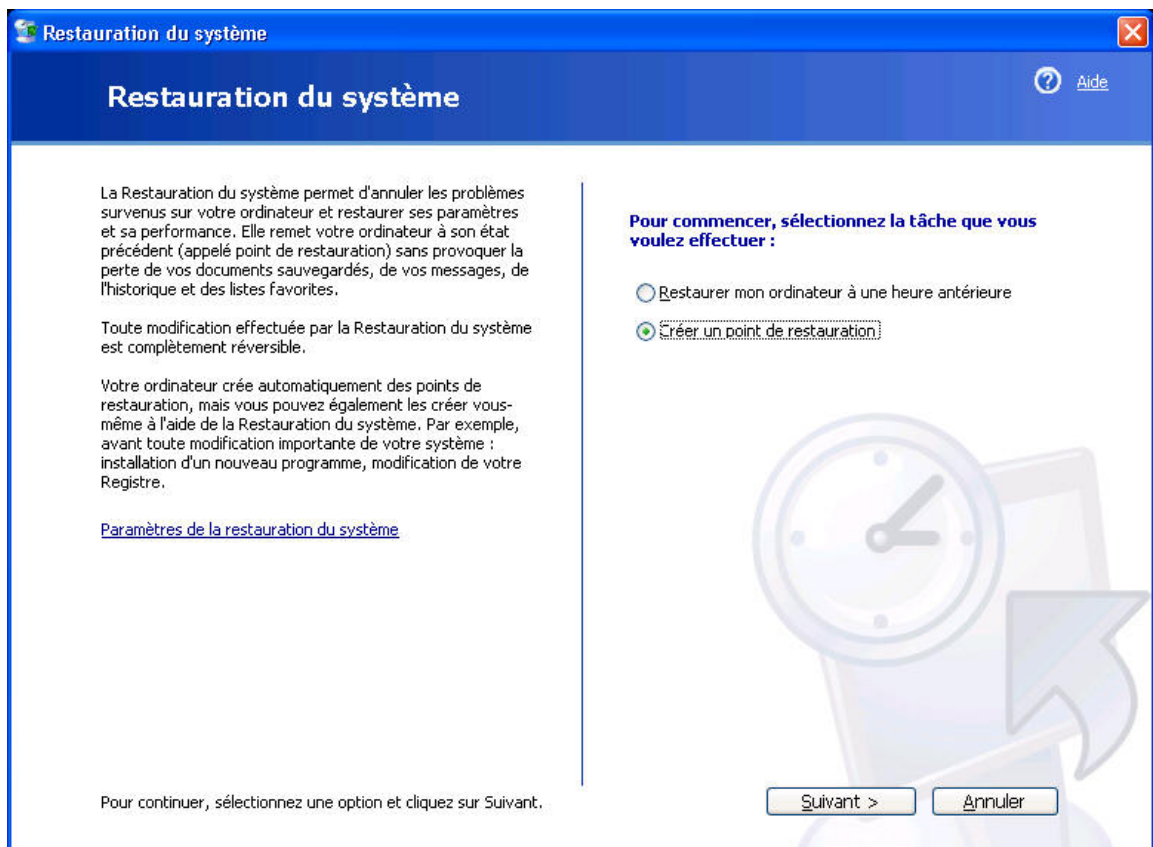 Restauration du système
Restauration du système
Aide
La Restauration du système permet d'annuler les problèmes
survenus sur votre ordinateur et restaurer ses paramètres
et sa performance. Elle remet votre ordinateur à son état
précédent (appelé point de restauration) sans provoquer la
perte de vos documents sauvegardés, de vos messages, de
l'historique et des listes favorites.
Toute modification effectuée par la Restauration du système
est complètement réversible.
Votre ordinateur crée automatiquement des points de
restauration, mais vous pouvez également les créer vous-
même à l'aide de la Restauration du système. Par exemple,
avant toute modification importante de votre système :
installation d'un nouveau programme, modification de votre
Registre.
Paramètres de la restauration du système
Pour commencer, sélectionnez la tâche que vous
voulez effectuer :
Restaurer mon ordinateur à une heure antérieure
Créer un point de restauration
Pour continuer, sélectionnez une option et cliquez sur Suivant.
Suivant >
Annuler